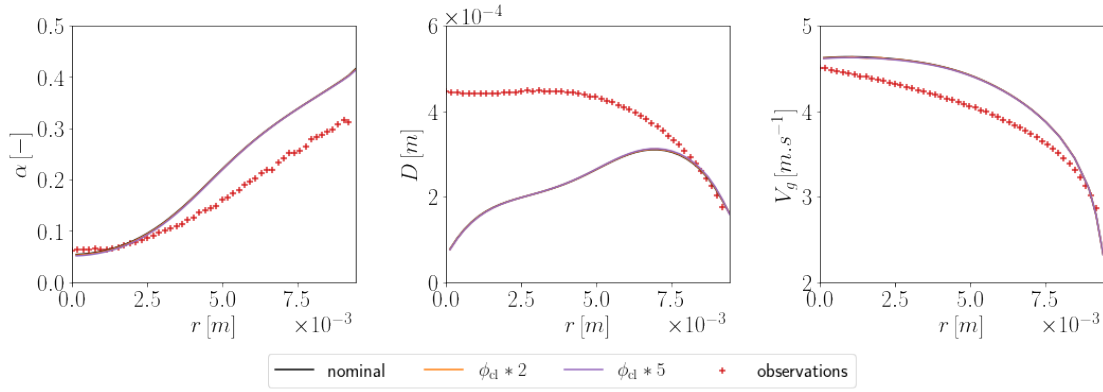 0.5
0.4
0.3
0.2
0.1
0.0
α [−]
0.0 2.5 5.0 7.5
×10⁻³
r [m]
6 ×10⁻⁴
4
2
0
D [m]
0.0 2.5 5.0 7.5
×10⁻³
r [m]
5
4
3
2
V_g [m.s⁻¹]
0.0 2.5 5.0 7.5
×10⁻³
r [m]
nominal ϕ_cl * 2 ϕ_cl * 5 observations